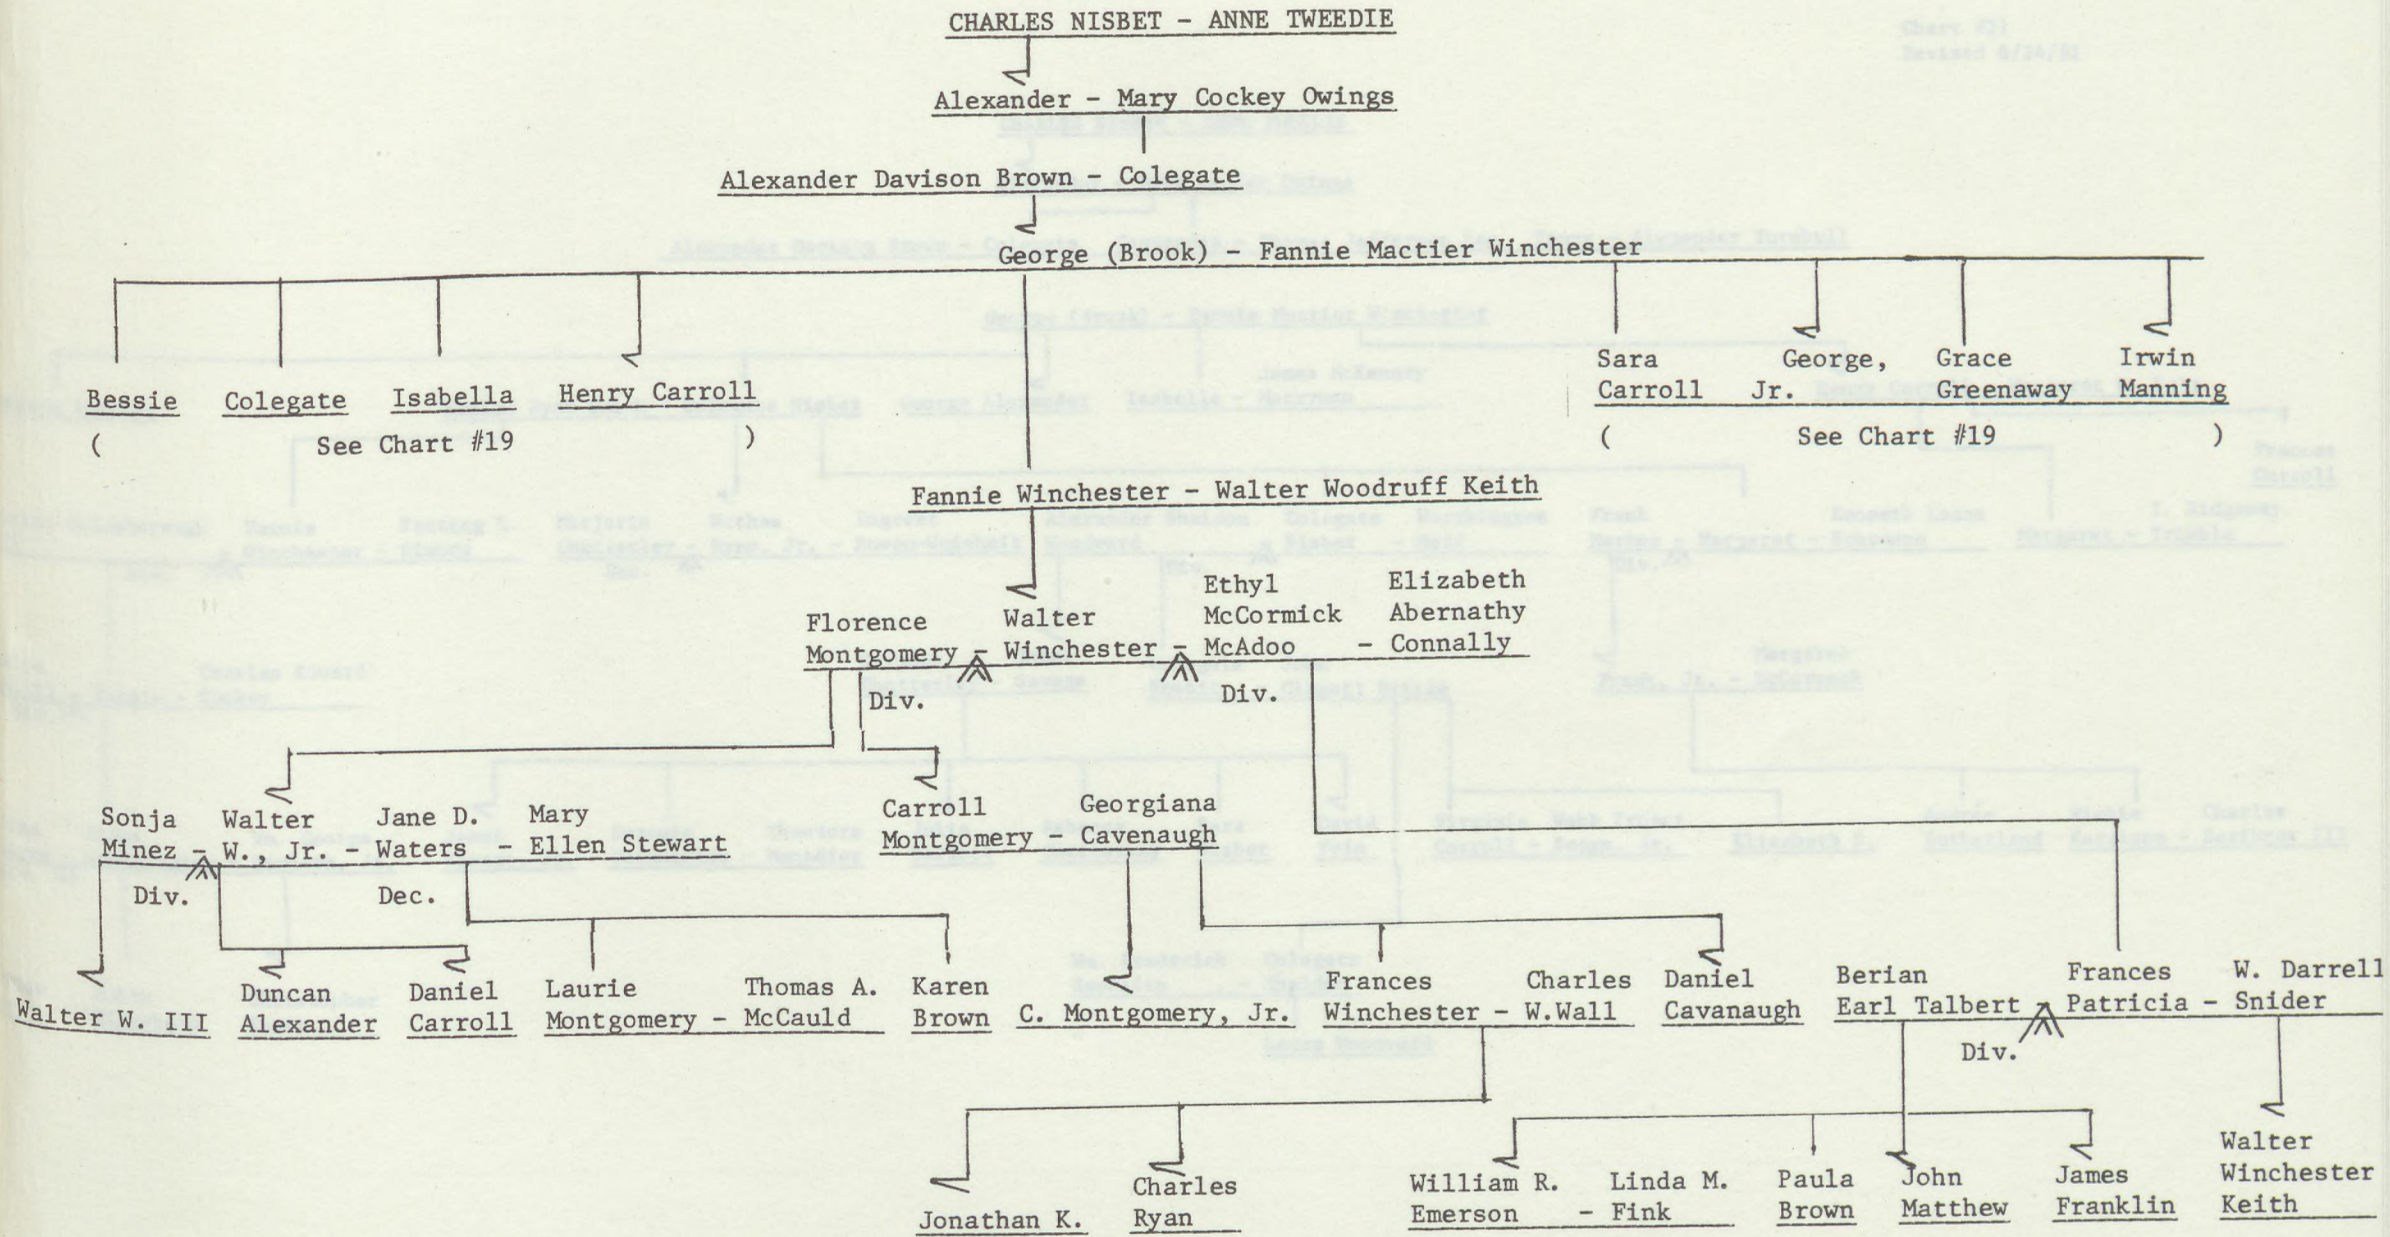 CHARLES NISBET - ANNE TWEEDIE
Alexander - Mary Cockey Owings
Alexander Davison Brown - Colegate
George (Brook) - Fannie Mactier Winchester
Bessie Colegate Isabella Henry Carroll
( See Chart #19 )
Sara George, Grace Irwin
Carroll Jr. Greenaway Manning
( See Chart #19 )
Fannie Winchester - Walter Woodruff Keith
Ethyl Elizabeth
Florence Walter McCormick Abernathy
Montgomery - Winchester - McAdoo - Connally
Div. Div.
Sonja Walter Jane D. Mary
Minez - W., Jr. - Waters - Ellen Stewart
Div. Dec.
Carroll Georgiana
Montgomery - Cavenaugh
Walter W. III
Duncan
Alexander
Daniel
Carroll
Laurie Thomas A.
Montgomery - McCauld
Karen
Brown
C. Montgomery, Jr.
Frances Charles
Winchester - W.Wall
Daniel
Cavanaugh
Berian Frances W. Darrell
Earl Talbert Patricia - Snider
Div.
Jonathan K.
Charles
Ryan
William R. Linda M.
Emerson - Fink
Paula
Brown
John
Matthew
James
Franklin
Walter
Winchester
Keith